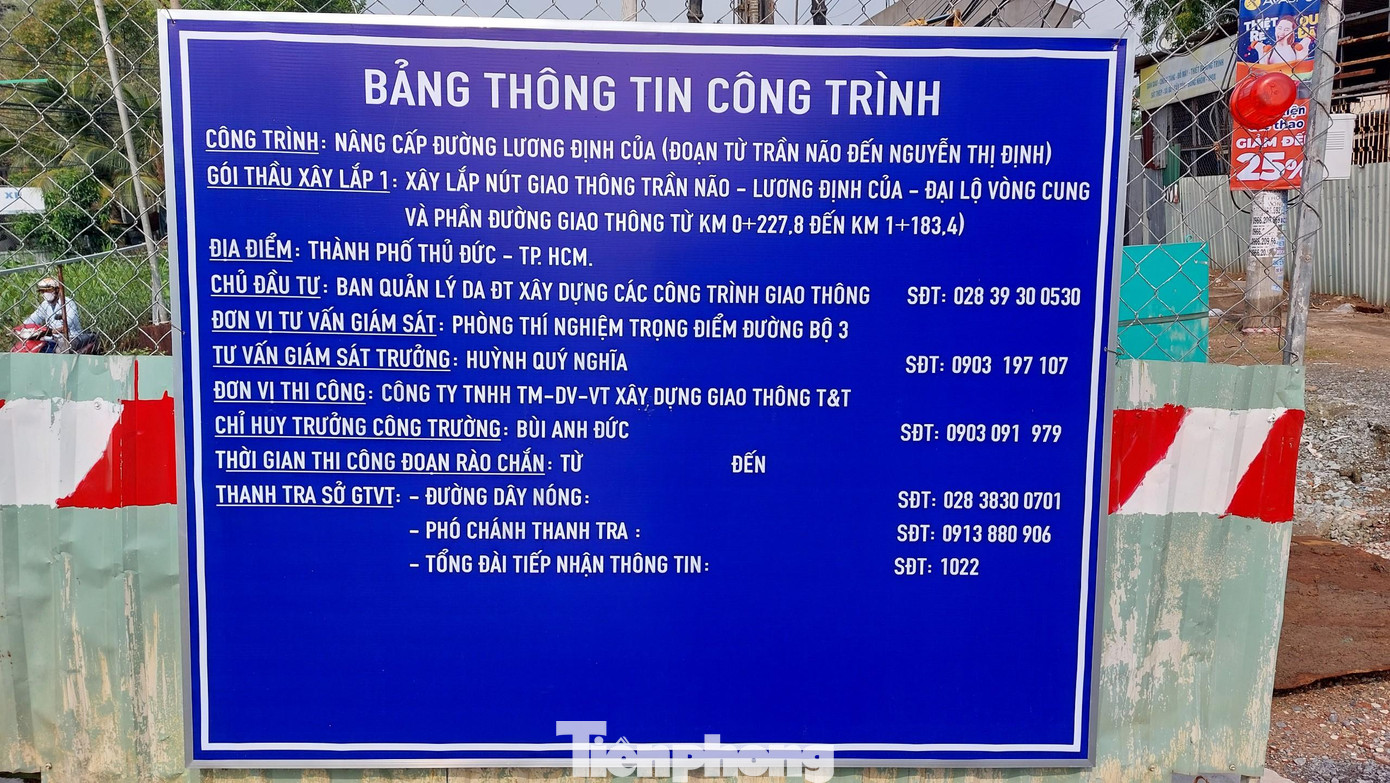 BẢNG THÔNG TIN CÔNG TRÌNH
CÔNG TRÌNH: NÂNG CẤP ĐƯỜNG LƯƠNG ĐỊNH CỦA (ĐOẠN TỪ TRẦN NÃO ĐẾN NGUYỄN THỊ ĐỊNH)
GÓI THẦU XÂY LẮP 1: XÂY LẮP NÚT GIAO THÔNG TRẦN NÃO - LƯƠNG ĐỊNH CỦA - ĐẠI LỘ VÒNG CUNG
VÀ PHẦN ĐƯỜNG GIAO THÔNG TỪ KM 0+227,8 ĐẾN KM 1+183,4)
ĐỊA ĐIỂM: THÀNH PHỐ THỦ ĐỨC - TP. HCM.
CHỦ ĐẦU TƯ: BAN QUẢN LÝ DA ĐT XÂY DỰNG CÁC CÔNG TRÌNH GIAO THÔNG SĐT: 028 39 30 0530
ĐƠN VỊ TƯ VẤN GIÁM SÁT: PHÒNG THÍ NGHIỆM TRỌNG ĐIỂM ĐƯỜNG BỘ 3
TƯ VẤN GIÁM SÁT TRƯỞNG: HUỲNH QUÝ NGHĨA SĐT: 0903 197 107
ĐƠN VỊ THI CÔNG: CÔNG TY TNHH TM-DV-VT XÂY DỰNG GIAO THÔNG T&T
CHỈ HUY TRƯỞNG CÔNG TRƯỜNG: BÙI ANH ĐỨC SĐT: 0903 091 979
THỜI GIAN THI CÔNG ĐOẠN RÀO CHẮN: TỪ ĐẾN
THANH TRA SỞ GTVT: - ĐƯỜNG DÂY NÓNG: SĐT: 028 3830 0701
- PHÓ CHÁNH THANH TRA : SĐT: 0913 880 906
- TỔNG ĐÀI TIẾP NHẬN THÔNG TIN: SĐT: 1022
Tiênphong
GIẢM ĐẾ
25%